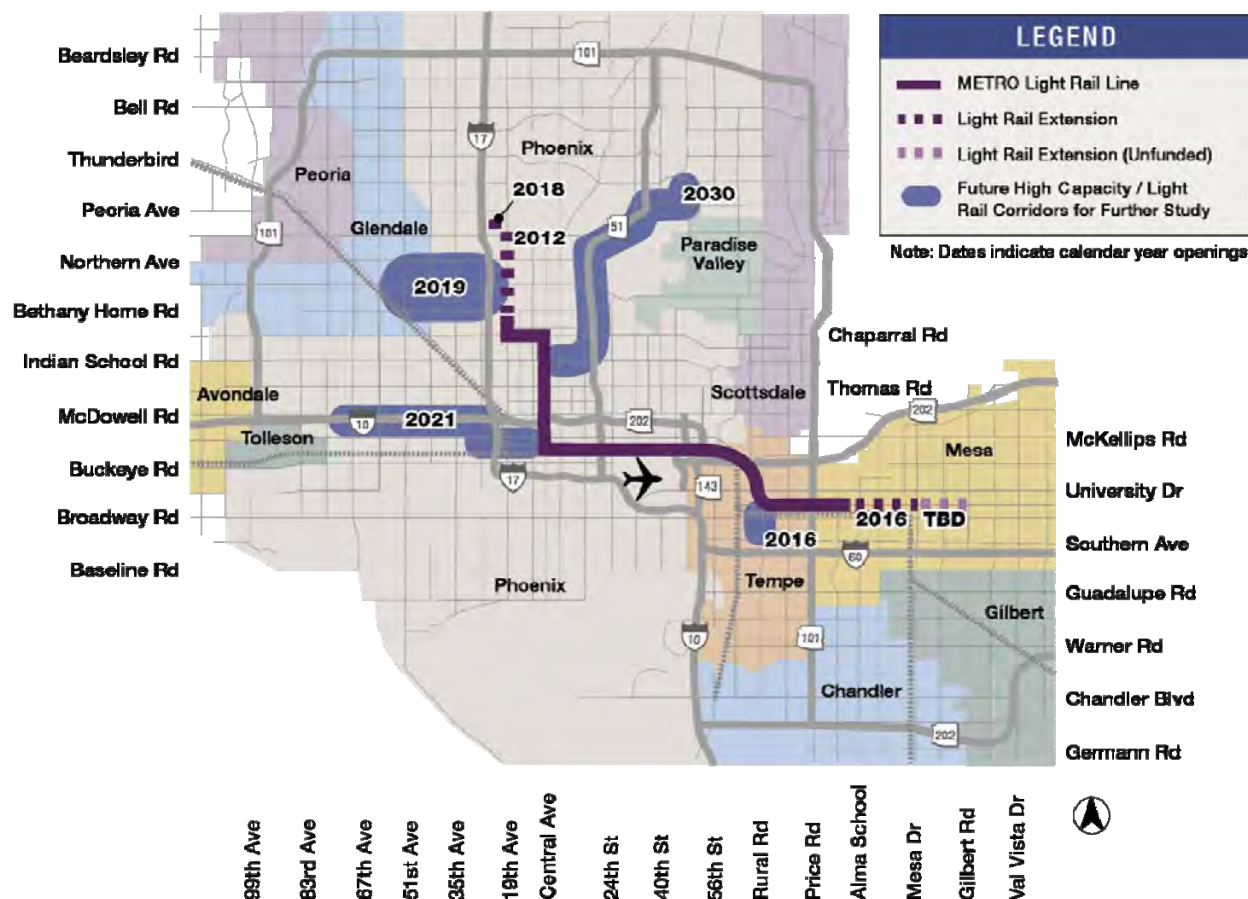 LEGEND
METRO Light Rail Line
Light Rail Extension
Light Rail Extension (Unfunded)
Future High Capacity / Light
Rail Corridors for Further Study
Note: Dates indicate calendar year openings
Beardsley Rd
Bell Rd
Thunderbird
Peoria Ave
Northern Ave
Bethany Home Rd
Indian School Rd
McDowell Rd
Buckeye Rd
Broadway Rd
Baseline Rd
101
17
Phoenix
Peoria
2018
2030
Glendale
2012
51
101
Paradise
Valley
2019
Chaparral Rd
Scottsdale
Thomas Rd
Avondale
202
2021
10
202
Tolleson
Mesa
McKellips Rd
17
143
University Dr
2016
TBD
2016
Southern Ave
60
Phoenix
Tempe
Guadalupe Rd
Gilbert
10
101
Warner Rd
Chandler
Chandler Blvd
202
Germann Rd
99th Ave
83rd Ave
67th Ave
51st Ave
35th Ave
19th Ave
Central Ave
24th St
40th St
56th St
Rural Rd
Price Rd
Alma School
Mesa Dr
Gilbert Rd
Val Vista Dr